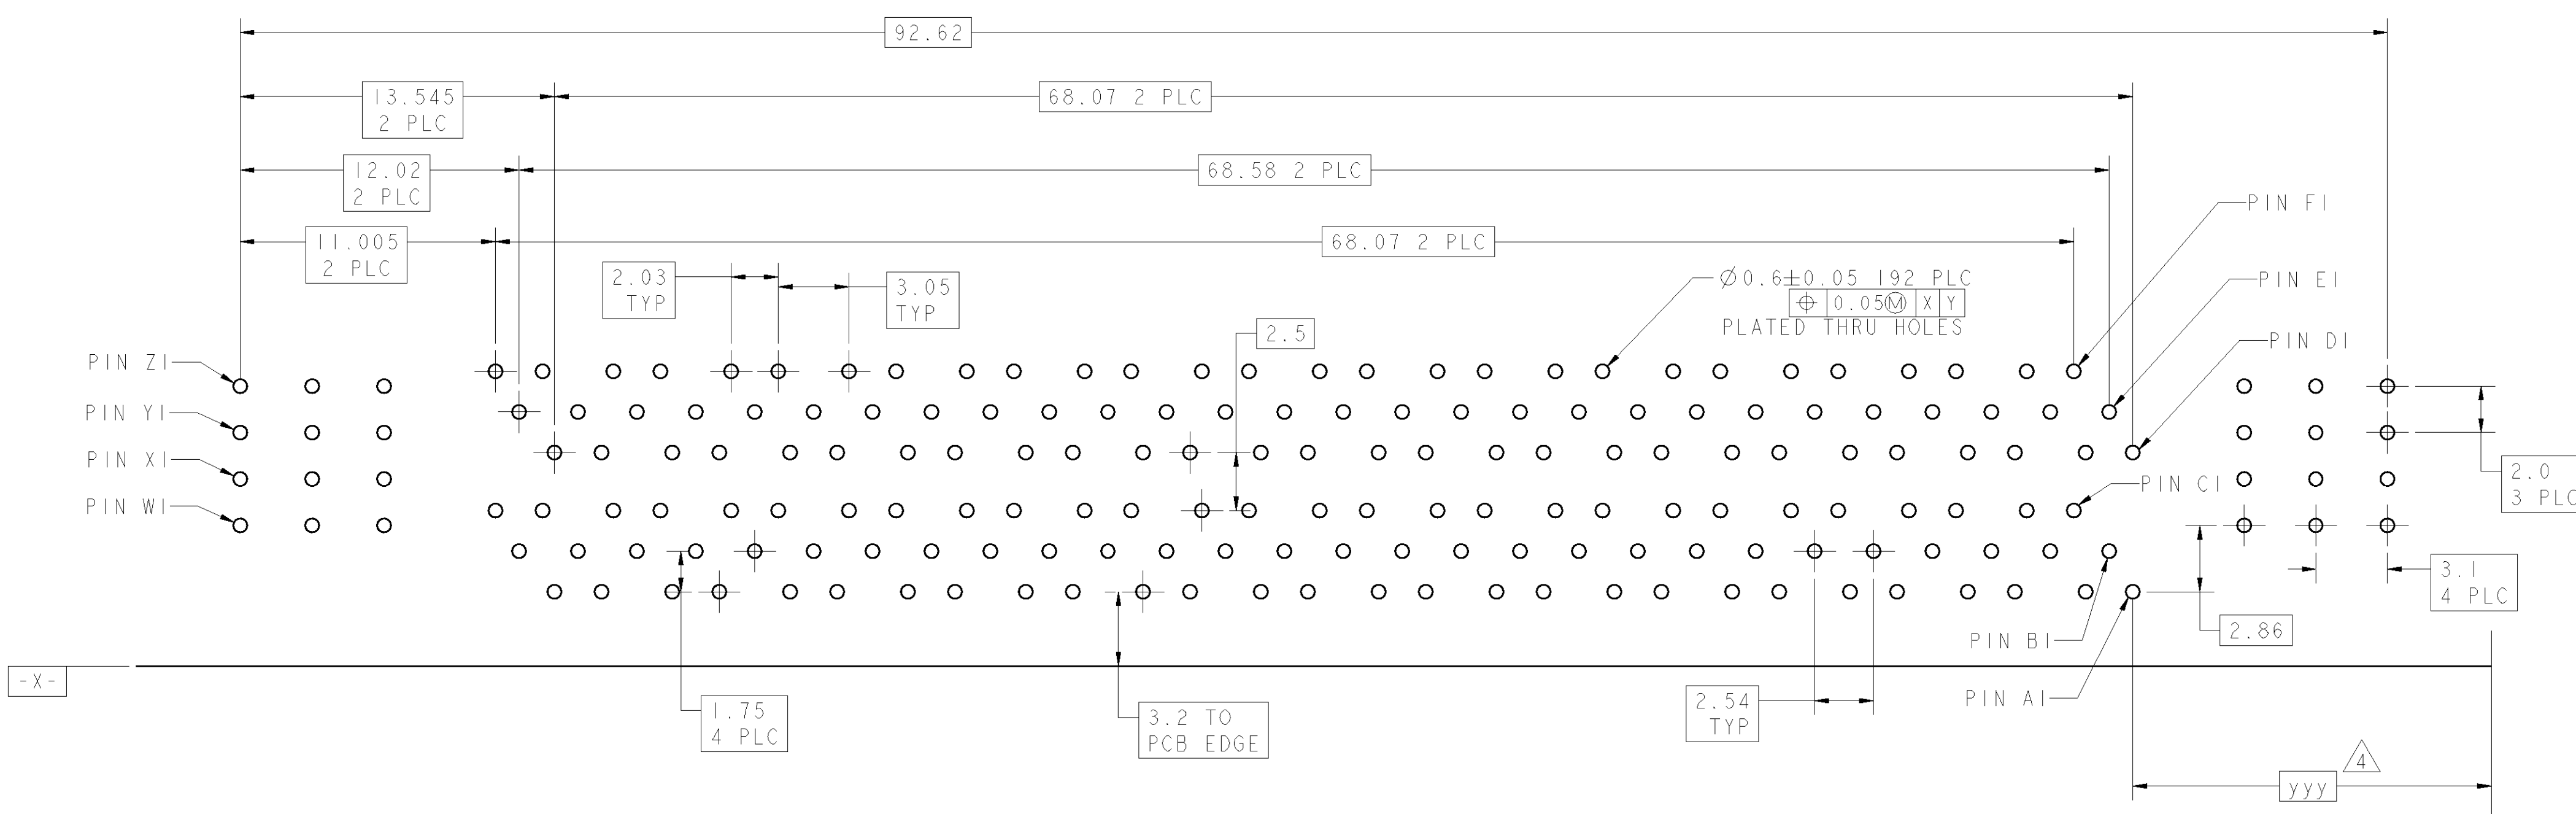 92.62
13.545
2 PLC
68.07 2 PLC
12.02
2 PLC
68.58 2 PLC
PIN F1
11.005
2 PLC
68.07 2 PLC
2.03
TYP
3.05
TYP
Ø0.6±0.05 192 PLC
⌖ 0.05Ⓜ X Y
PLATED THRU HOLES
PIN E1
2.5
PIN D1
PIN Z1
PIN Y1
PIN X1
PIN W1
PIN C1
2.0
3 PLC
3.1
4 PLC
2.86
PIN B1
-X-
PIN A1
1.75
4 PLC
3.2 TO
PCB EDGE
2.54
TYP
4
yyy